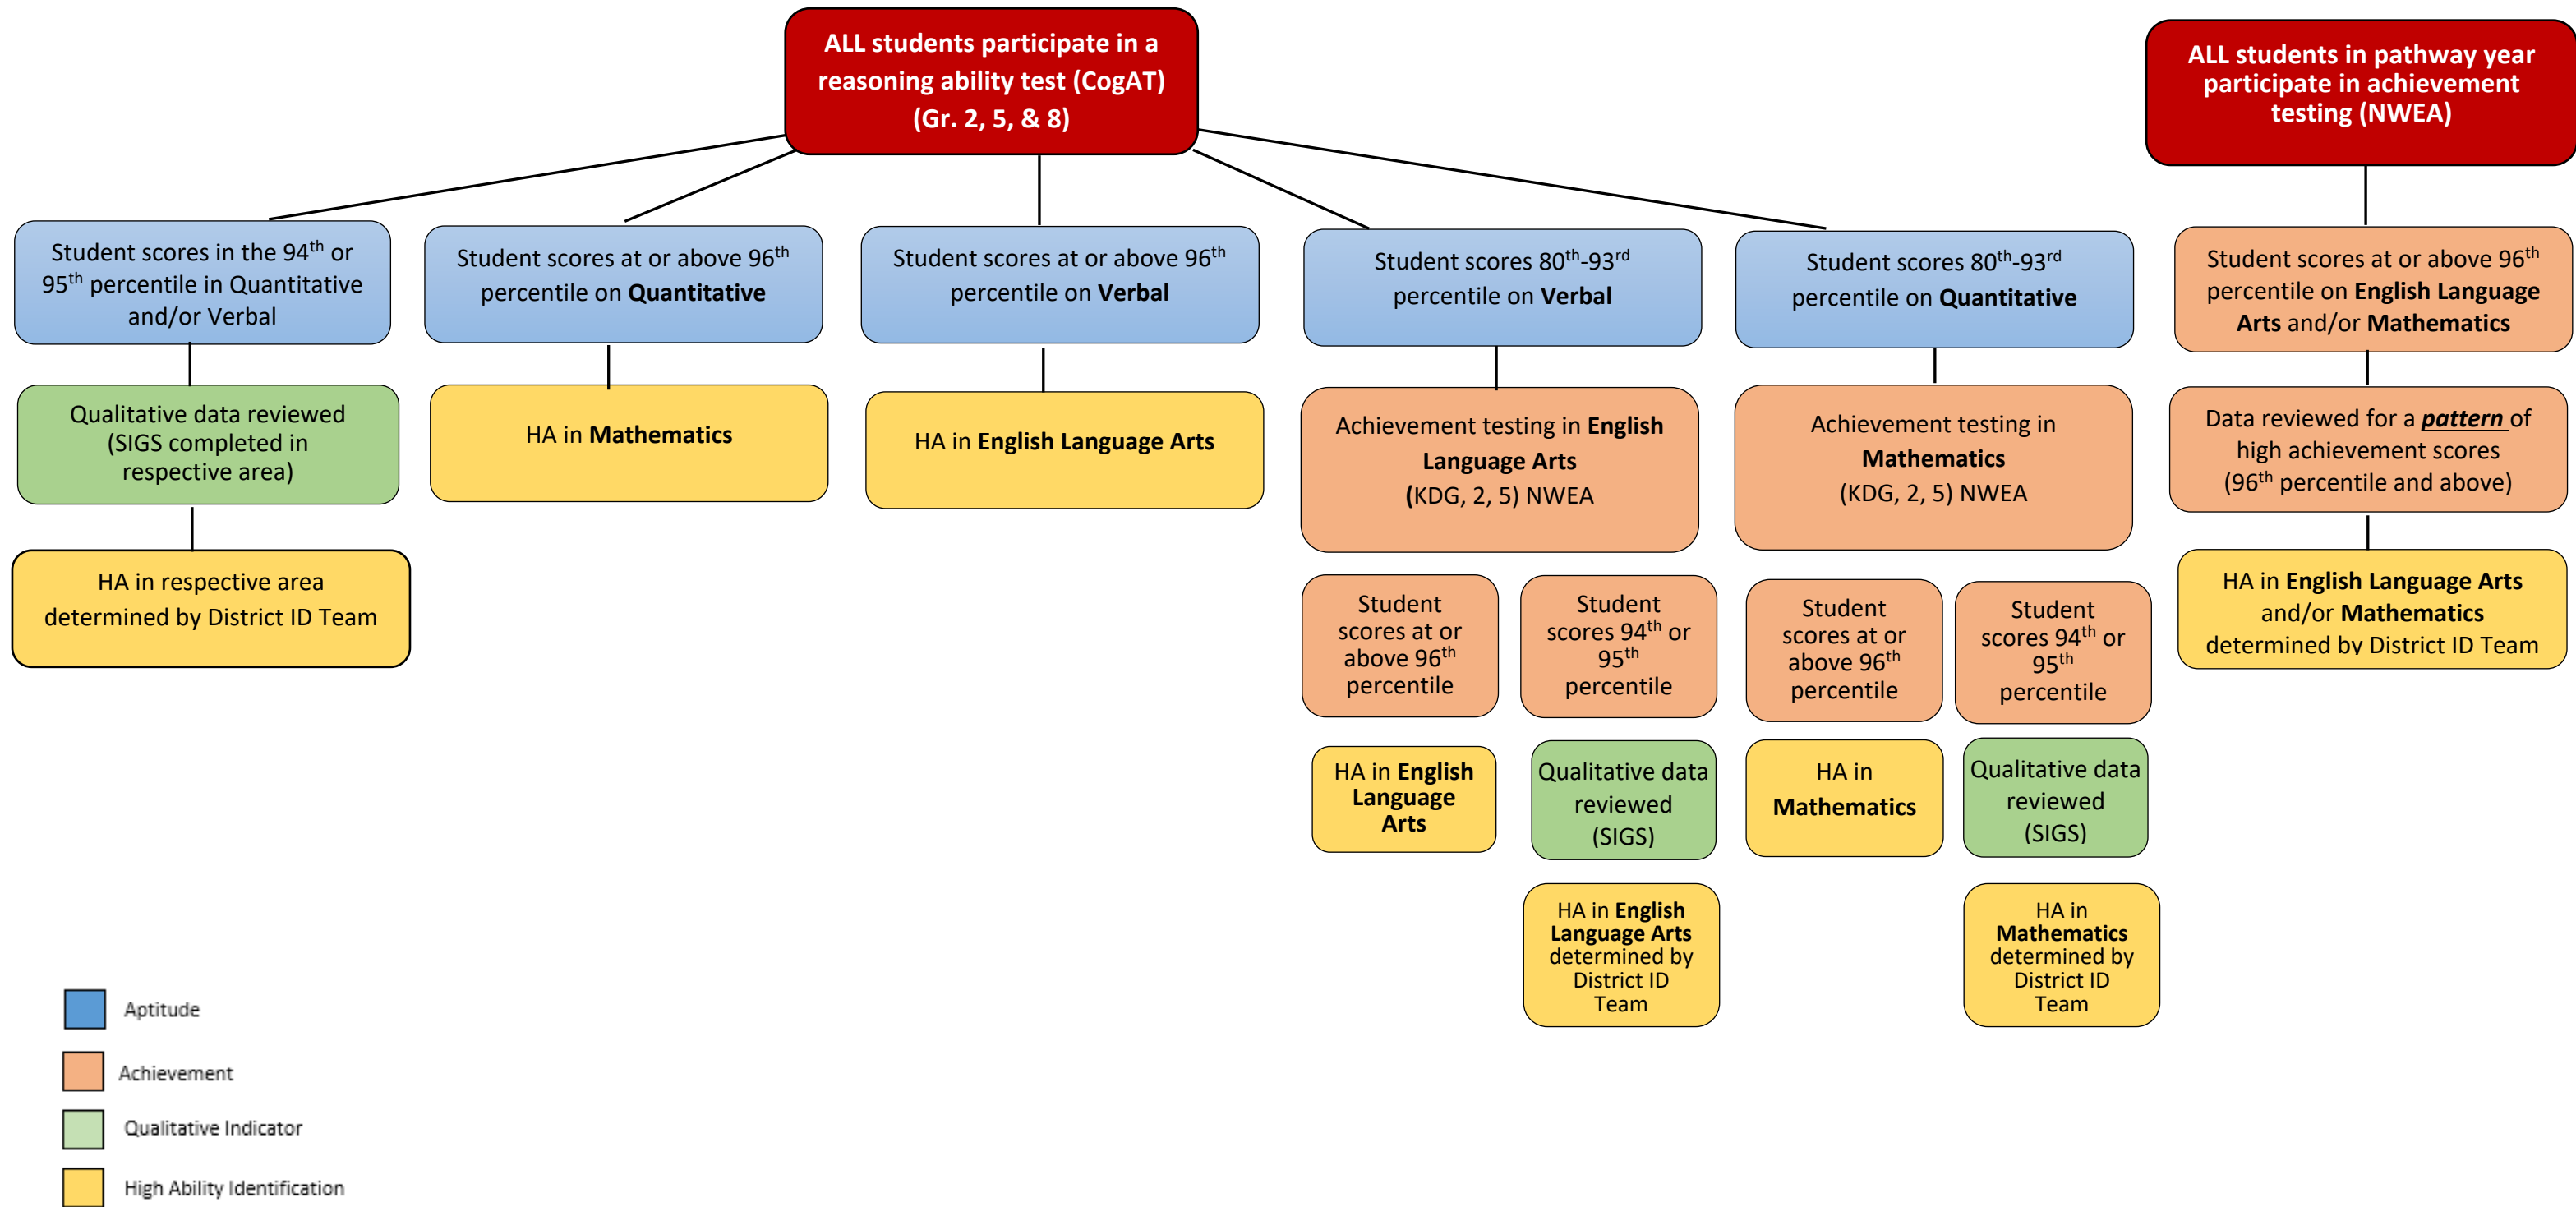 ALL students participate in a
reasoning ability test (CogAT)
(Gr. 2, 5, & 8)
ALL students in pathway year
participate in achievement
testing (NWEA)
Student scores in the 94th or
95th percentile in Quantitative
and/or Verbal
Student scores at or above 96th
percentile on Quantitative
Student scores at or above 96th
percentile on Verbal
Student scores 80th-93rd
percentile on Verbal
Student scores 80th-93rd
percentile on Quantitative
Student scores at or above 96th
percentile on English Language
Arts and/or Mathematics
Qualitative data reviewed
(SIGS completed in
respective area)
HA in Mathematics
HA in English Language Arts
Achievement testing in English
Language Arts
(KDG, 2, 5) NWEA
Achievement testing in
Mathematics
(KDG, 2, 5) NWEA
Data reviewed for a pattern of
high achievement scores
(96th percentile and above)
HA in respective area
determined by District ID Team
Student
scores at or
above 96th
percentile
Student
scores 94th or
95th
percentile
Student
scores at or
above 96th
percentile
Student
scores 94th or
95th
percentile
HA in English Language Arts
and/or Mathematics
determined by District ID Team
HA in English
Language
Arts
Qualitative data
reviewed
(SIGS)
HA in
Mathematics
Qualitative data
reviewed
(SIGS)
HA in English
Language Arts
determined by
District ID
Team
HA in
Mathematics
determined by
District ID
Team
Aptitude
Achievement
Qualitative Indicator
High Ability Identification